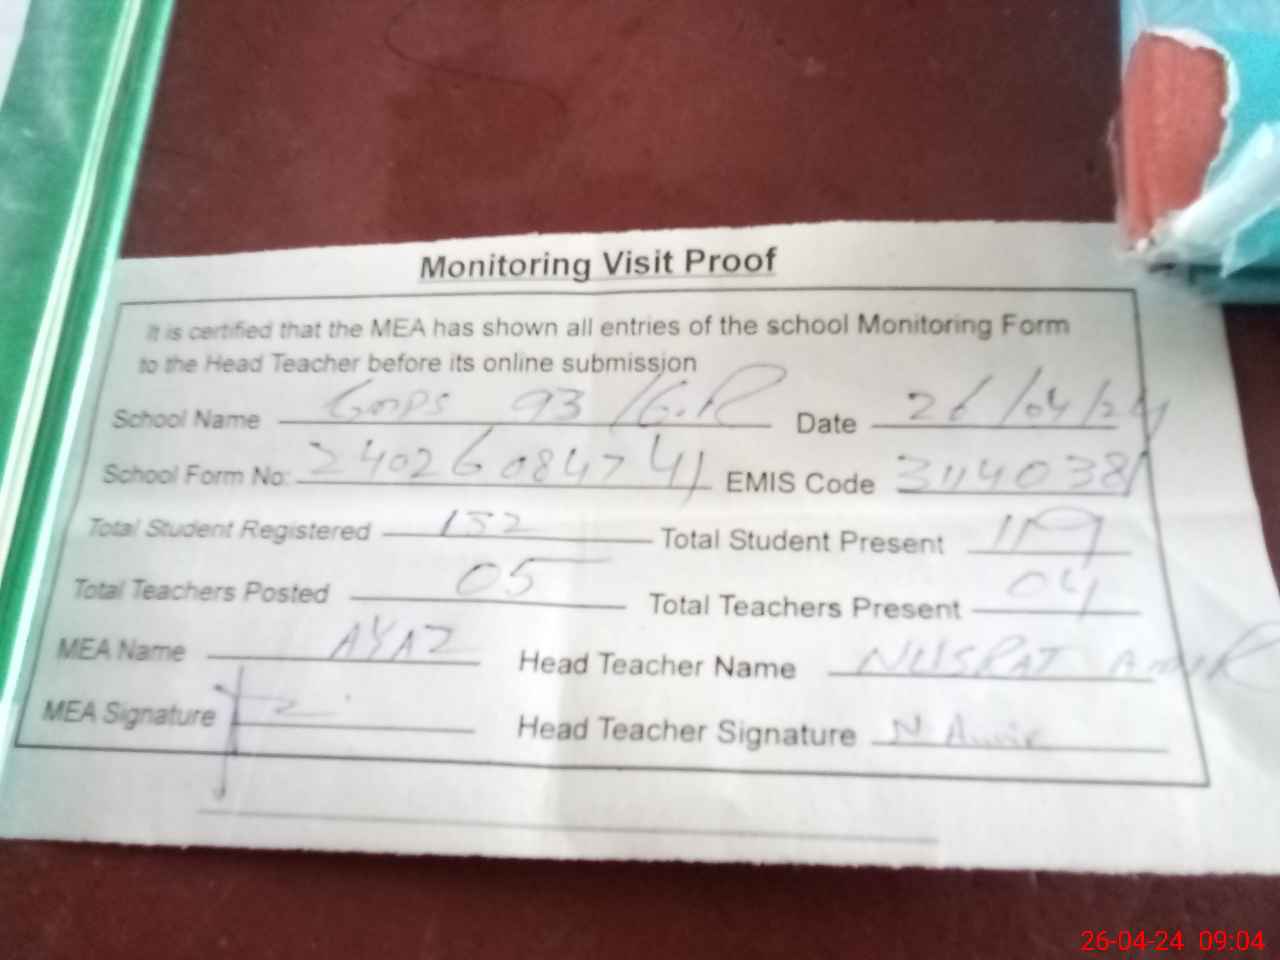 Monitoring Visit Proof
It is certified that the MEA has shown all entries of the school Monitoring Form
to the Head Teacher before its online submission
School Name 93/G.R Date 26/04/24
School Form No: 24026084741 EMIS Code 31140381
Total Student Registered 152 Total Student Present 119
Total Teachers Posted 05 Total Teachers Present 04
MEA Name AYAZ Head Teacher Name NUSRAT
MEA Signature Head Teacher Signature N
26-04-24 09:04